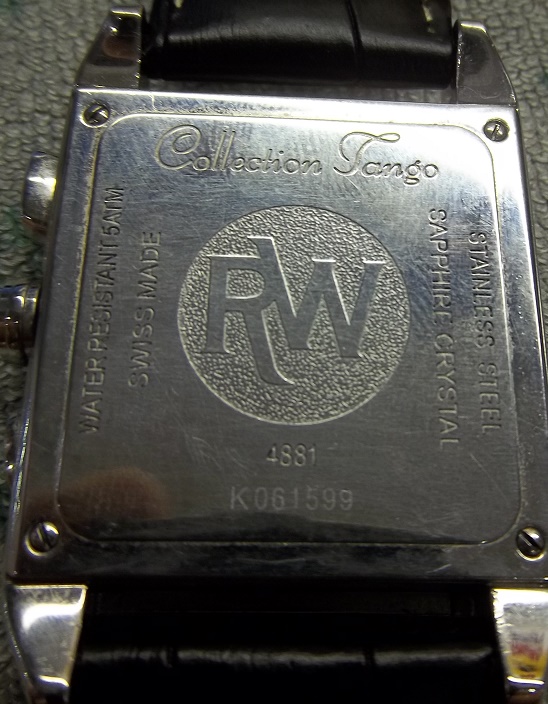 Collection Tango
WATER RESISTANT 5ATM
SWISS MADE
RW
SAPPHIRE CRYSTAL
STAINLESS STEEL
4881
K061599